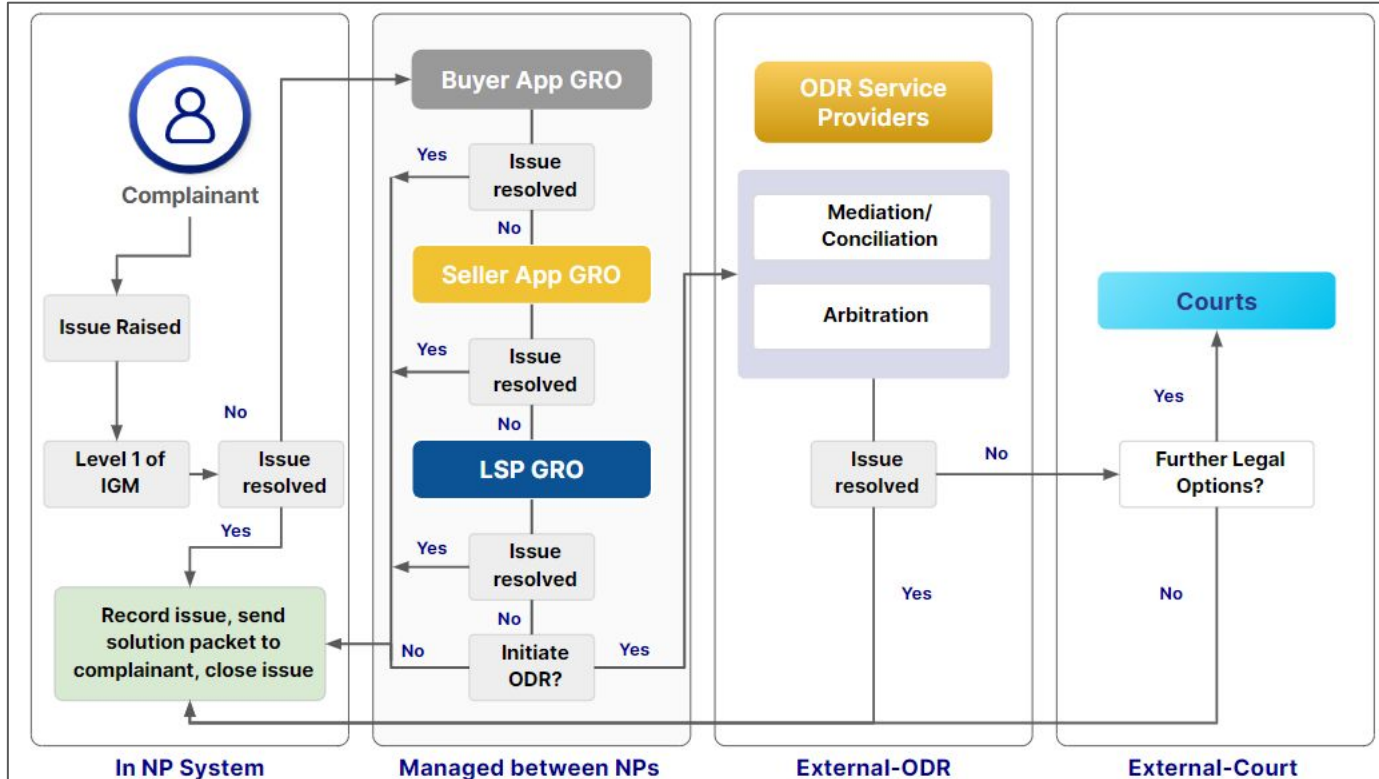 Complainant
Issue Raised
Level 1 of
IGM
Issue
resolved
No
Yes
Record issue, send
solution packet to
complainant, close issue
In NP System
Buyer App GRO
Issue
resolved
Yes
No
Seller App GRO
Issue
resolved
Yes
No
LSP GRO
Issue
resolved
Yes
No
Initiate
ODR?
No
Yes
Managed between NPs
ODR Service
Providers
Mediation/
Conciliation
Arbitration
Issue
resolved
No
Yes
External-ODR
Courts
Yes
Further Legal
Options?
No
External-Court